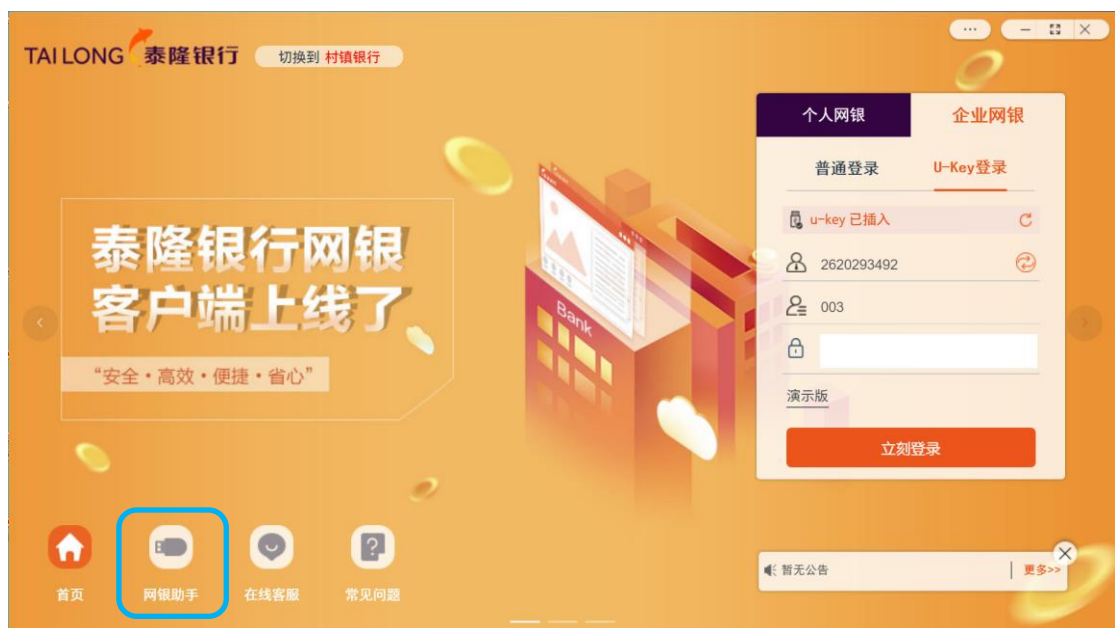 TAILONG 泰隆银行
切换到 村镇银行
个人网银
企业网银
普通登录
U-Key登录
u-key 已插入
2620293492
003
演示版
立刻登录
泰隆银行网银
客户端上线了
“安全·高效·便捷·省心”
Bank
首页
网银助手
在线客服
常见问题
暂无公告
更多>>